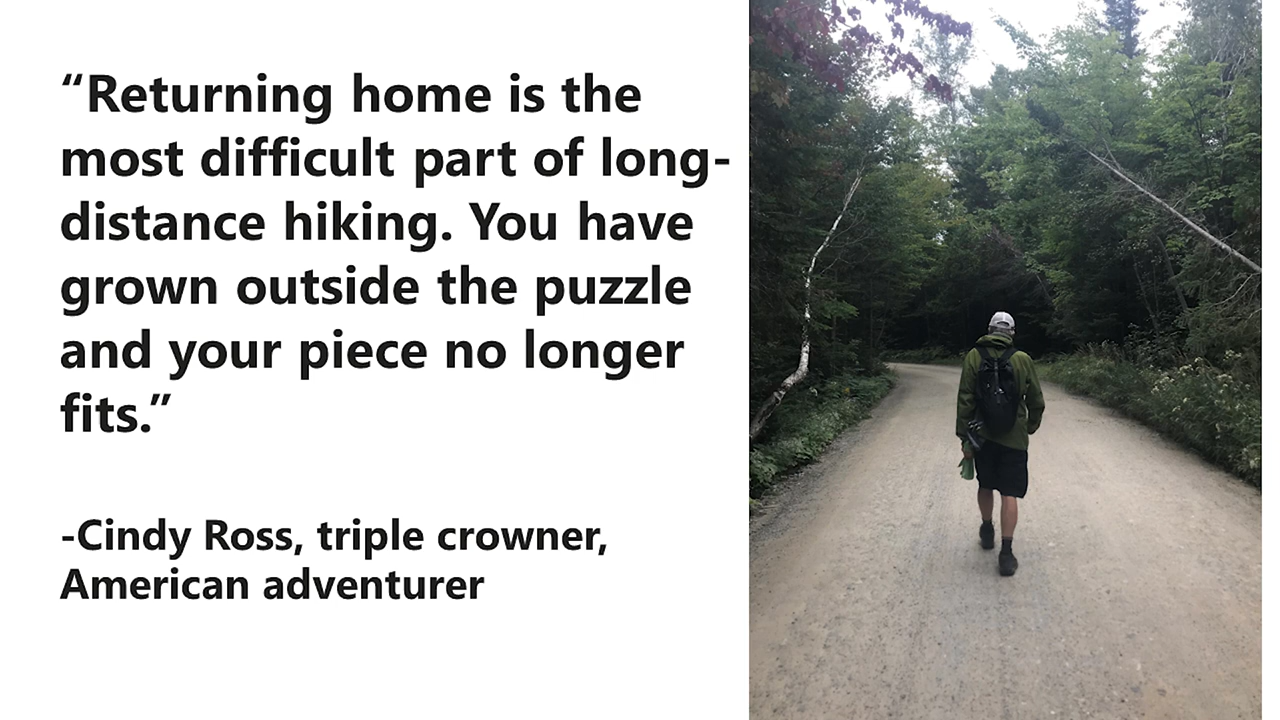 “Returning home is the
most difficult part of long-
distance hiking. You have
grown outside the puzzle
and your piece no longer
fits.”
-Cindy Ross, triple crowner,
American adventurer